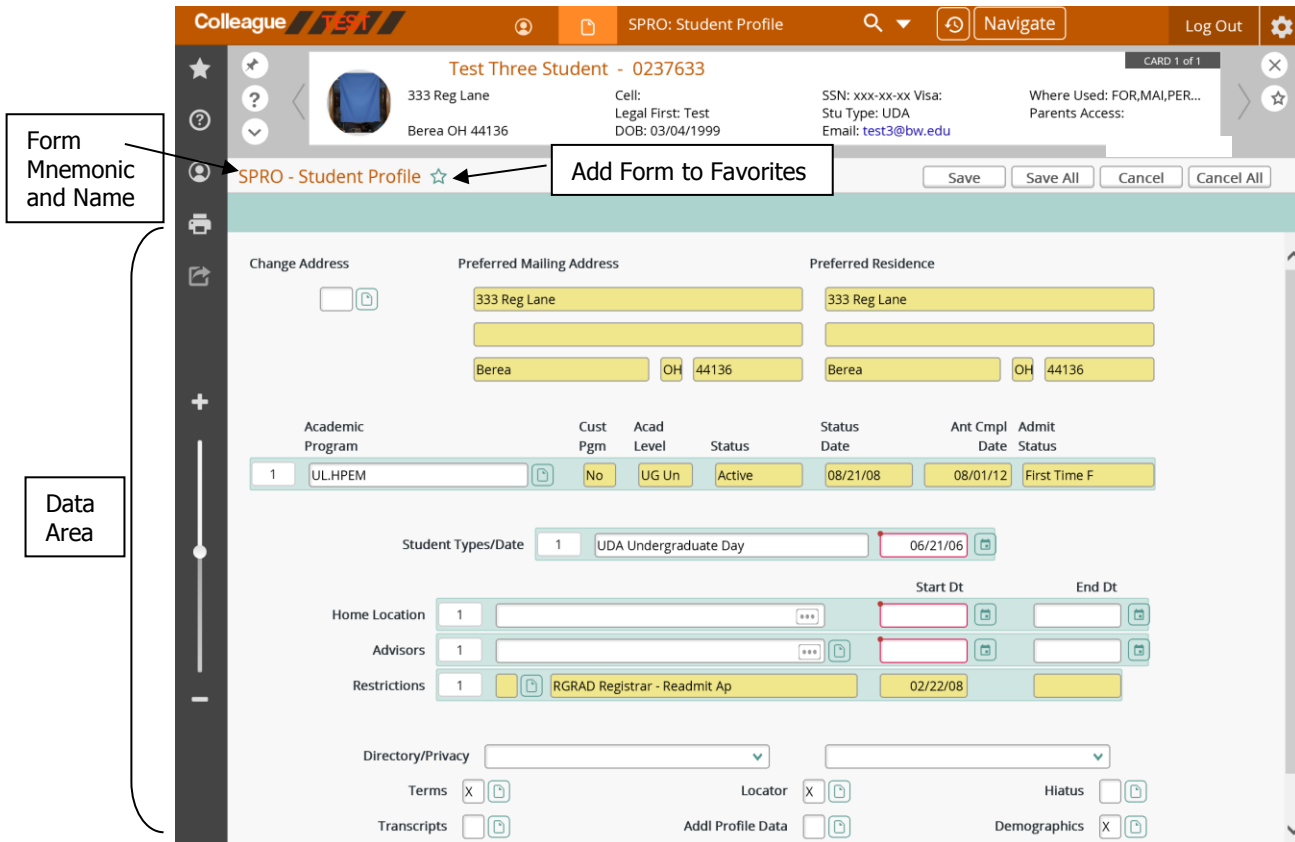 Colleague TEST SPRO: Student Profile Navigate Log Out
Test Three Student - 0237633 CARD 1 of 1
333 Reg Lane Cell: SSN: xxx-xx-xx Visa: Where Used: FOR,MAI,PER...
Legal First: Test Stu Type: UDA Parents Access:
Berea OH 44136 DOB: 03/04/1999 Email: test3@bw.edu
Form
Mnemonic
and Name
Add Form to Favorites
SPRO - Student Profile Save Save All Cancel Cancel All
Change Address Preferred Mailing Address Preferred Residence
333 Reg Lane 333 Reg Lane
Berea OH 44136 Berea OH 44136
Academic Cust Acad Status Ant Cmpl Admit
Program Pgm Level Status Date Date Status
1 UL.HPEM No UG Un Active 08/21/08 08/01/12 First Time F
Data
Area
Student Types/Date 1 UDA Undergraduate Day 06/21/06
Start Dt End Dt
Home Location 1
Advisors 1
Restrictions 1 RGRAD Registrar - Readmit Ap 02/22/08
Directory/Privacy
Terms X Locator X Hiatus
Transcripts Addl Profile Data Demographics X